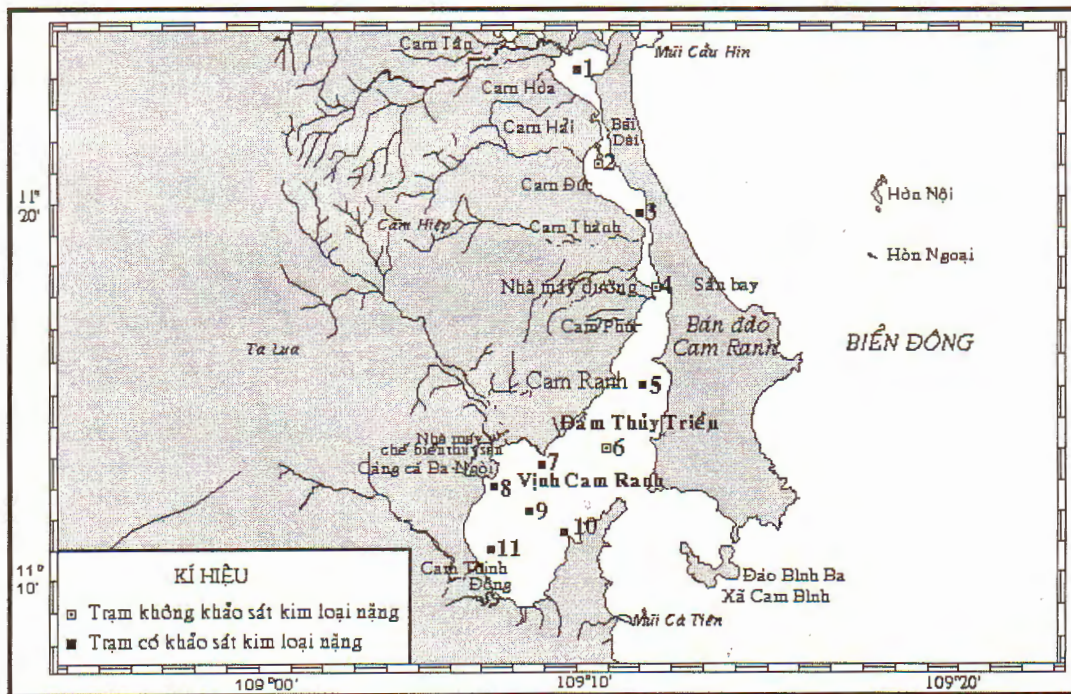 Cam Tân
Mũi Cầu Hin
1
Cam Hòa
Cam Hải
Bãi
Dài
2
Cam Đức
11°
20'
Hòn Nội
3
Cam Hiệp
Cam Thành
Hòn Ngoại
Nhà máy đường
4
Sân bay
Cam Phú
Bán đảo
Cam Ranh
BIỂN ĐÔNG
Ta Lua
Cam Ranh
5
Đầm Thủy Triều
Nhà máy
chế biến thủy sản
6
Cảng cá Ba Ngòi
7
Vịnh Cam Ranh
8
9
10
11
Cam Thịnh
Đông
11°
10'
Đảo Bình Ba
Xã Cam Bình
Mũi Cà Tiên
KÍ HIỆU
Trạm không khảo sát kim loại nặng
Trạm có khảo sát kim loại nặng
109° 00'
109° 10'
109° 20'